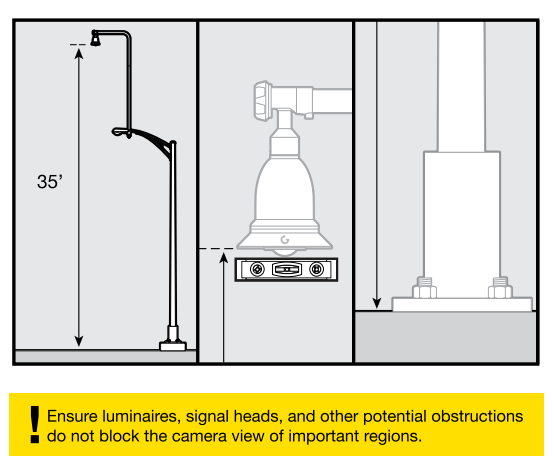 35’
! Ensure luminaires, signal heads, and other potential obstructions
do not block the camera view of important regions.